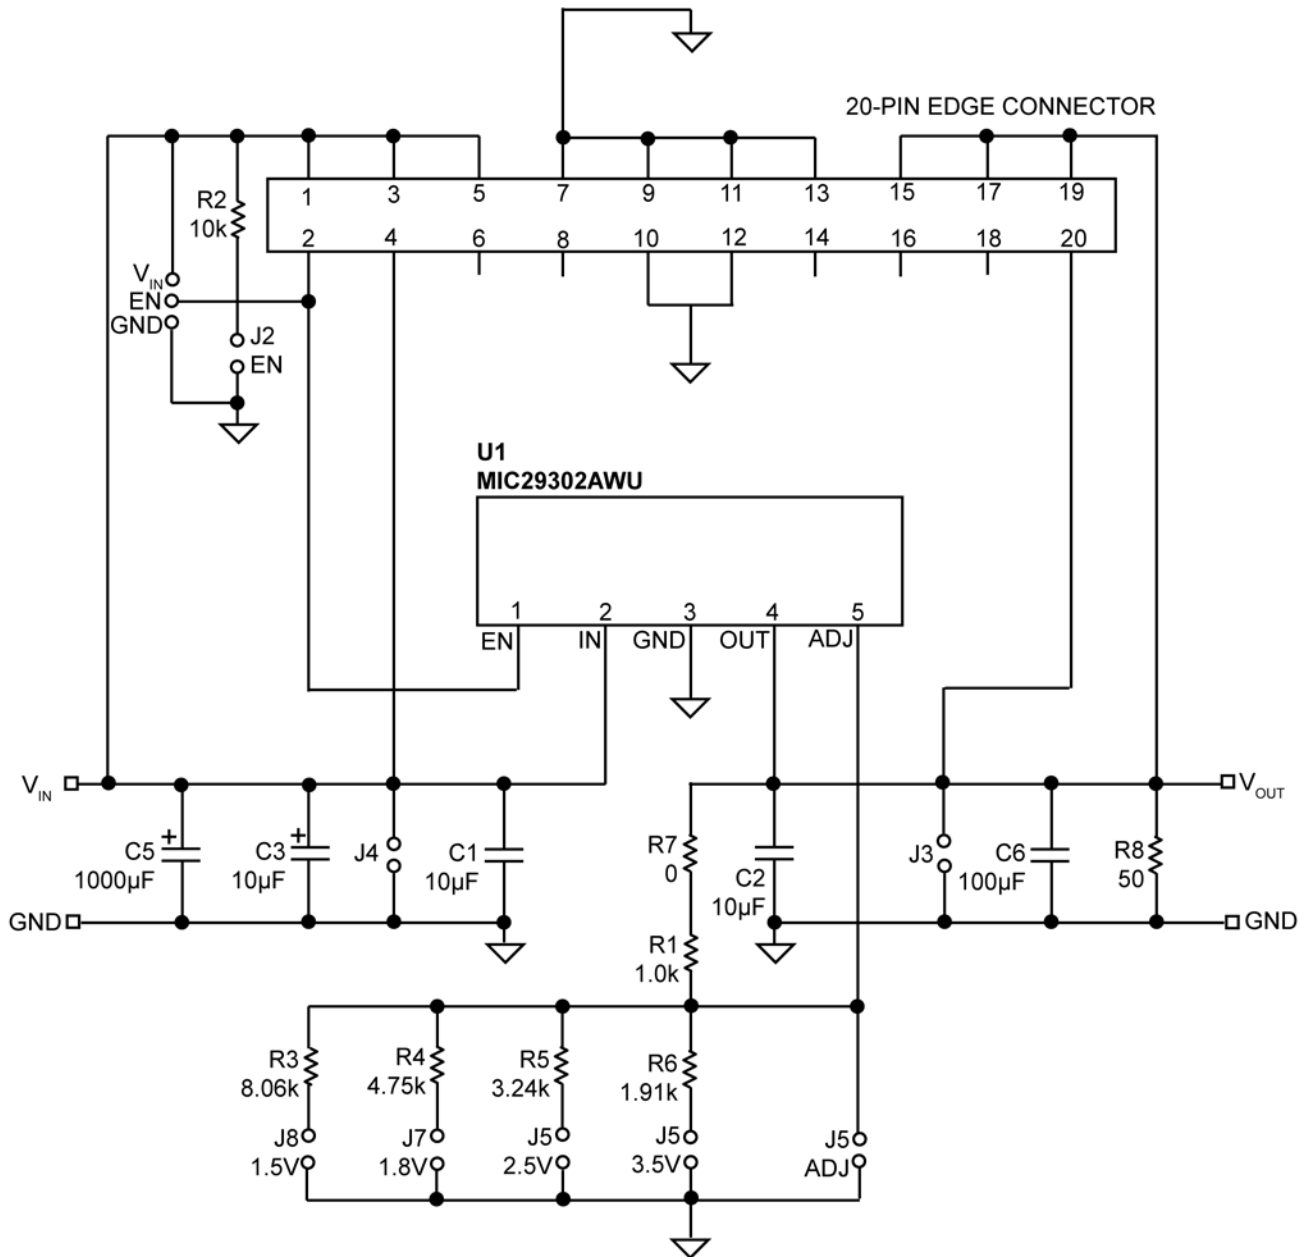 20-PIN EDGE CONNECTOR
1 3 5 7 9 11 13 15 17 19
2 4 6 8 10 12 14 16 18 20
R2
10k
VIN
EN
GND
J2
EN
U1
MIC29302AWU
1 2 3 4 5
EN IN GND OUT ADJ
VIN
VOUT
+
C5
1000µF
+
C3
10µF
J4
C1
10µF
R7
0
C2
10µF
J3
C6
100µF
R8
50
GND
GND
R1
1.0k
R3
8.06k
R4
4.75k
R5
3.24k
R6
1.91k
J8
1.5V
J7
1.8V
J5
2.5V
J5
3.5V
J5
ADJ